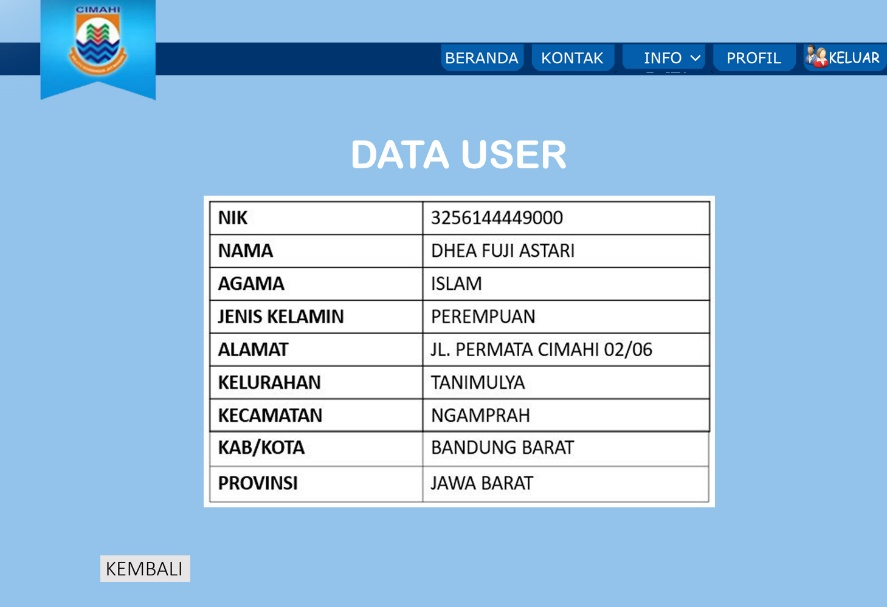 CIMAHI
BERANDA KONTAK INFO PROFIL KELUAR
DATA USER
NIK 3256144449000
NAMA DHEA FUJI ASTARI
AGAMA ISLAM
JENIS KELAMIN PEREMPUAN
ALAMAT JL. PERMATA CIMAHI 02/06
KELURAHAN TANIMULYA
KECAMATAN NGAMPRAH
KAB/KOTA BANDUNG BARAT
PROVINSI JAWA BARAT
KEMBALI